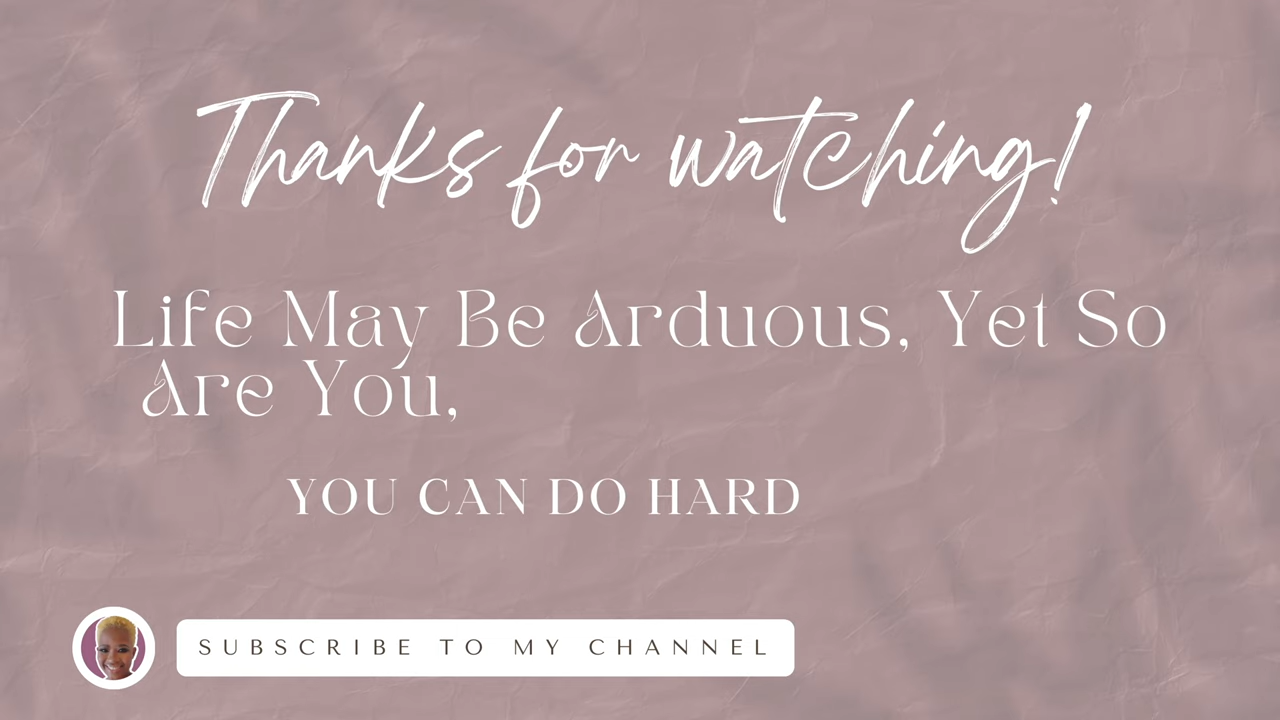 Thanks for watching!
Life May Be Arduous, Yet So
Are You,
YOU CAN DO HARD
SUBSCRIBE TO MY CHANNEL